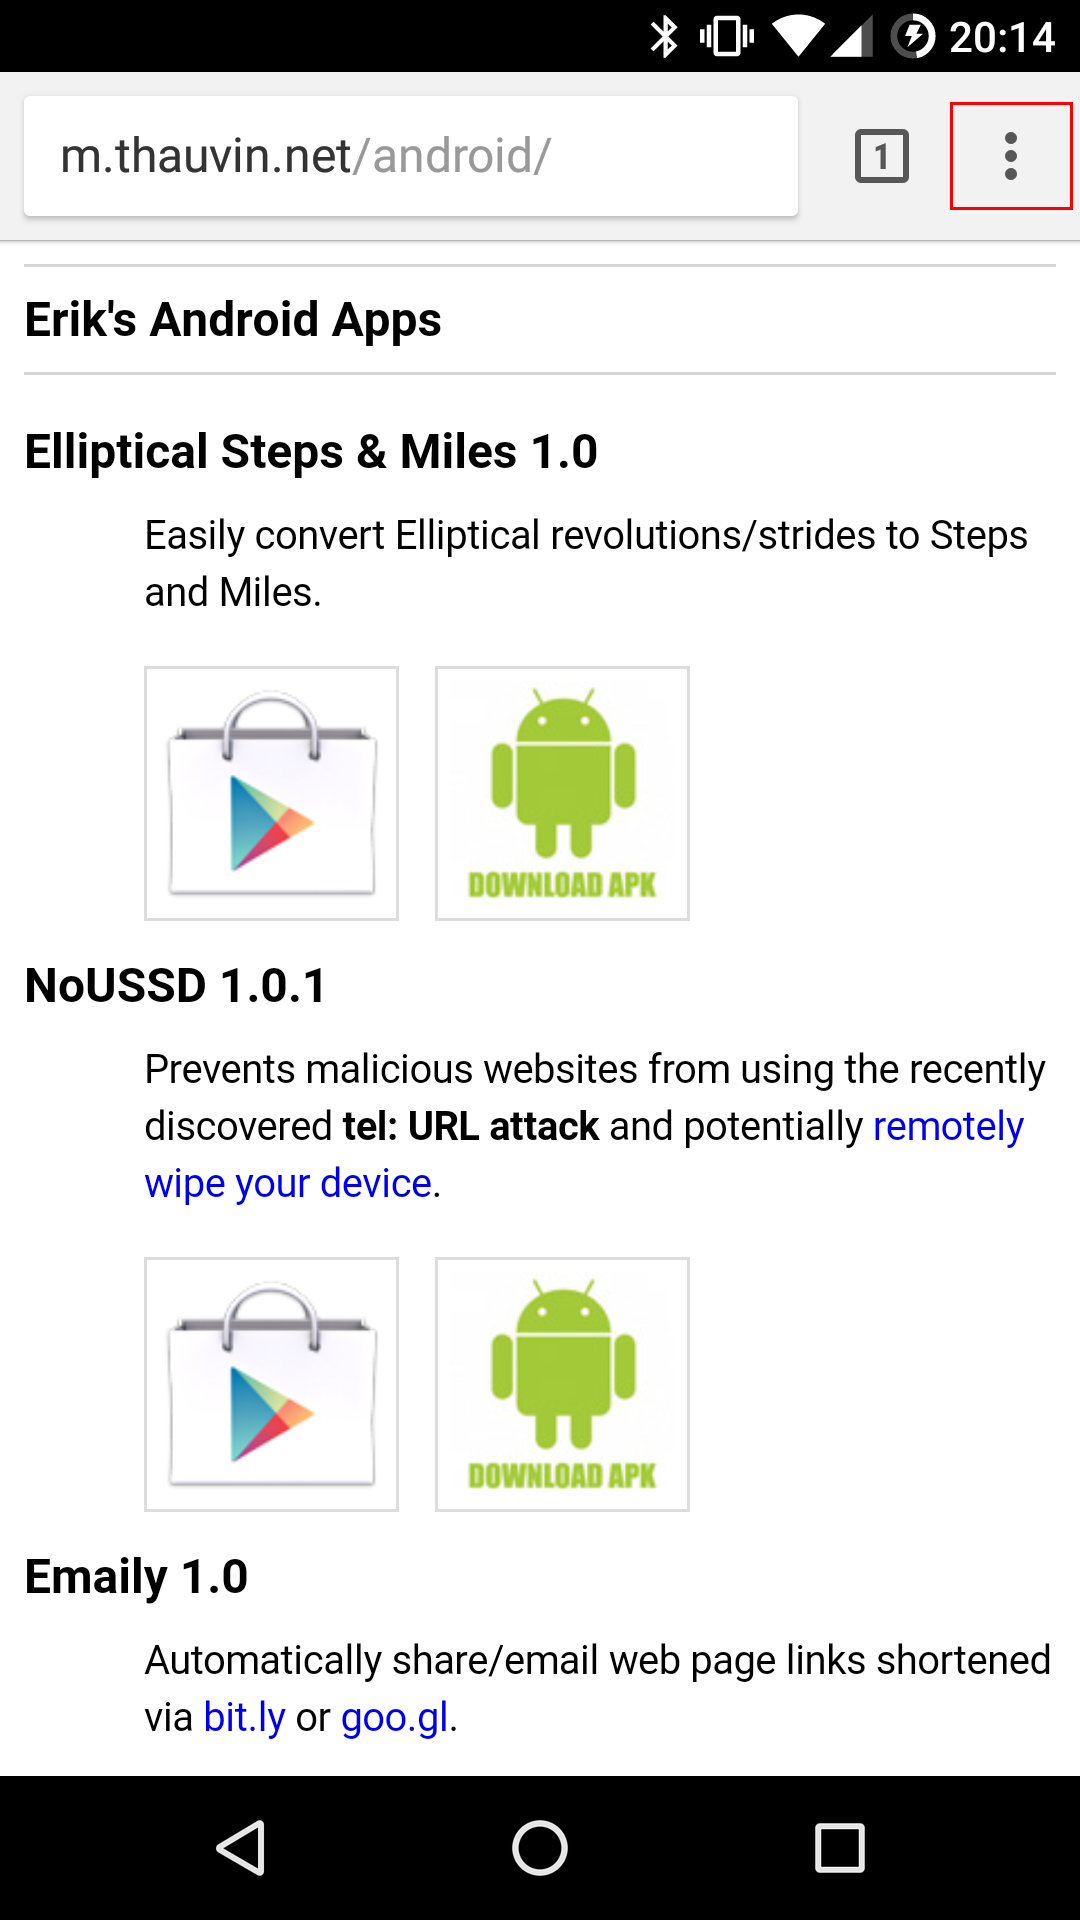 20:14
m.thauvin.net/android/
1
Erik's Android Apps
Elliptical Steps & Miles 1.0
Easily convert Elliptical revolutions/strides to Steps
and Miles.
DOWNLOAD APK
NoUSSD 1.0.1
Prevents malicious websites from using the recently
discovered tel: URL attack and potentially remotely
wipe your device.
DOWNLOAD APK
Emaily 1.0
Automatically share/email web page links shortened
via bit.ly or goo.gl.